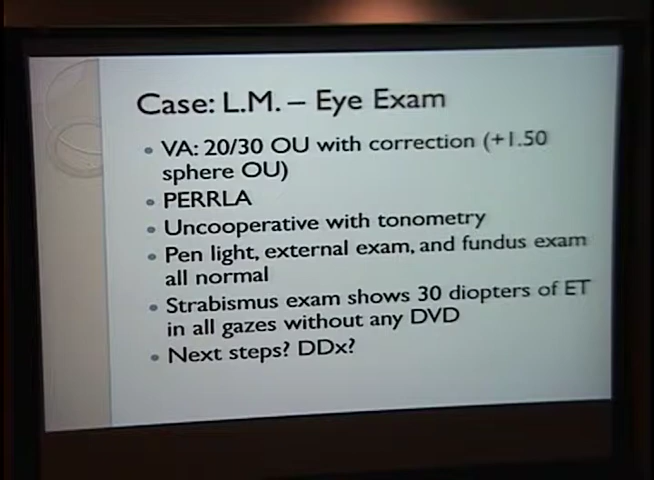 Case: L.M. – Eye Exam
• VA: 20/30 OU with correction (+1.50
sphere OU)
• PERRLA
• Uncooperative with tonometry
• Pen light, external exam, and fundus exam
all normal
• Strabismus exam shows 30 diopters of ET
in all gazes without any DVD
• Next steps? DDx?